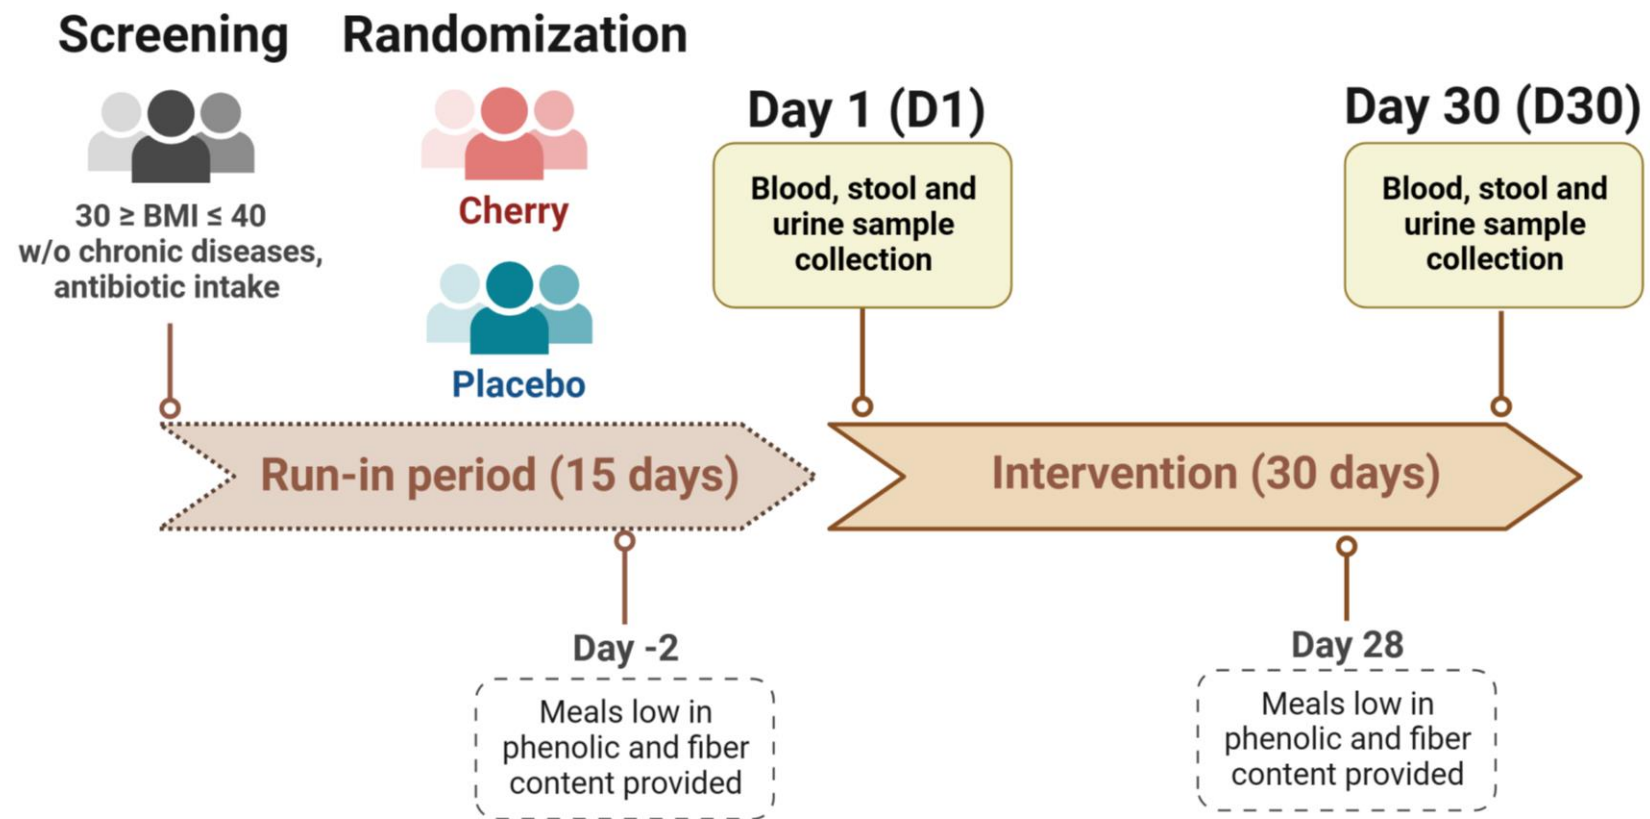 Screening
Randomization
30 ≥ BMI ≤ 40
w/o chronic diseases,
antibiotic intake
Cherry
Placebo
Day 1 (D1)
Blood, stool and
urine sample
collection
Day 30 (D30)
Blood, stool and
urine sample
collection
Run-in period (15 days)
Intervention (30 days)
Day -2
Meals low in
phenolic and fiber
content provided
Day 28
Meals low in
phenolic and fiber
content provided